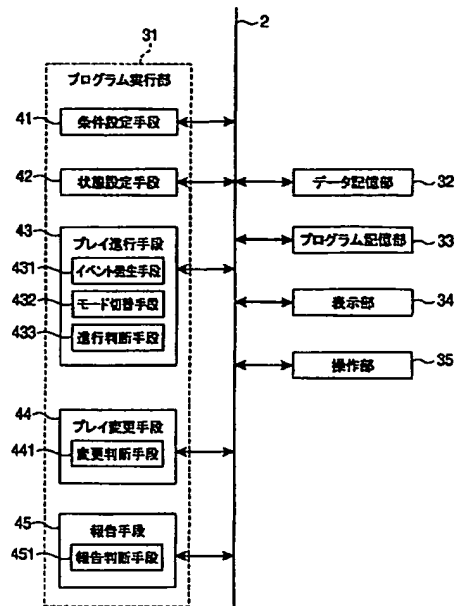 31
2
プログラム実行部
41
条件設定手段
42
状態設定手段
データ記憶部
32
43
プレイ進行手段
プログラム記憶部
33
431
イベント発生手段
432
モード切替手段
表示部
34
433
進行判断手段
操作部
35
44
プレイ変更手段
441
変更判断手段
45
報告手段
451
報告判断手段